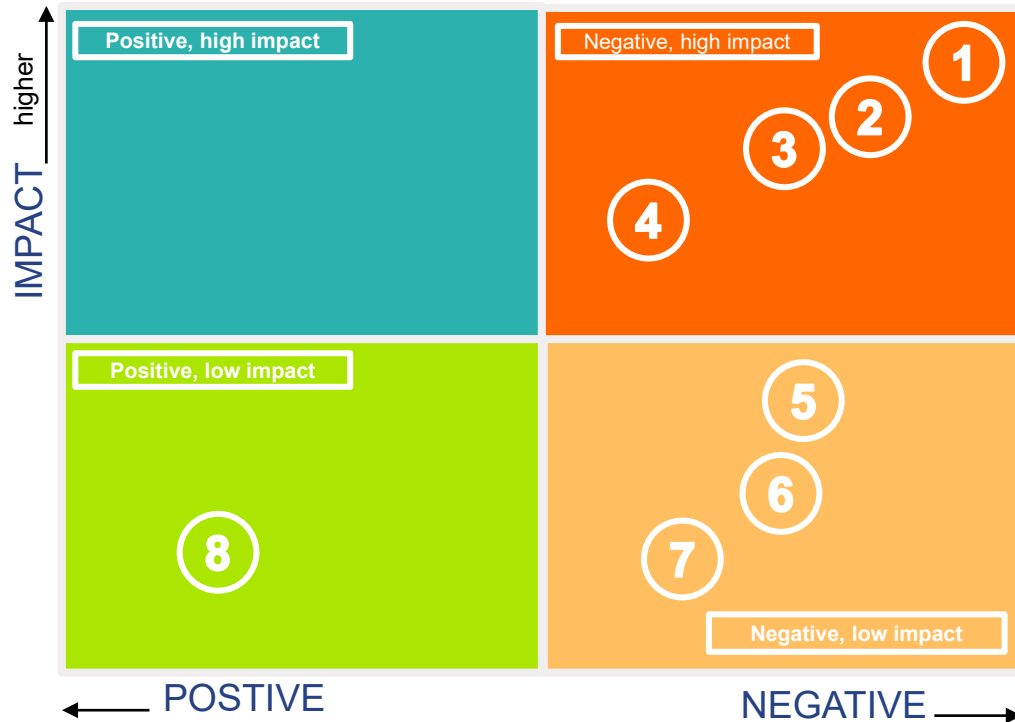 IMPACT
higher
Positive, high impact
Negative, high impact
1
2
3
4
Positive, low impact
5
6
7
8
Negative, low impact
POSTIVE
NEGATIVE